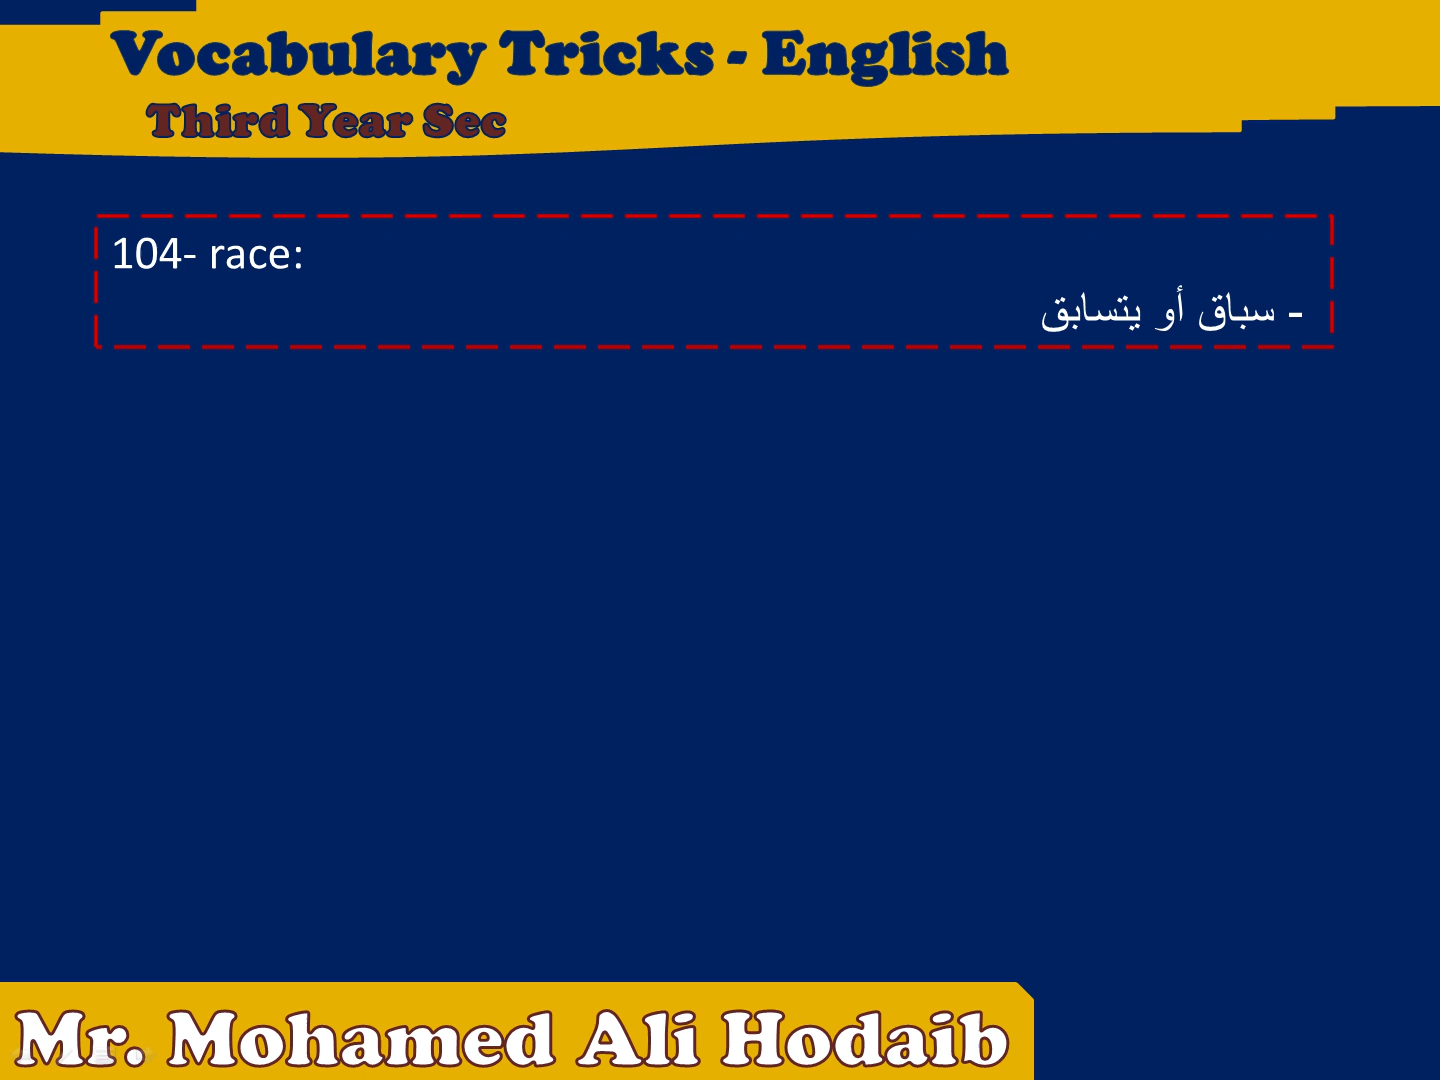 Vocabulary Tricks - English
Third Year Sec
104- race:
- سباق أو يتسابق
Mr. Mohamed Ali Hodaib